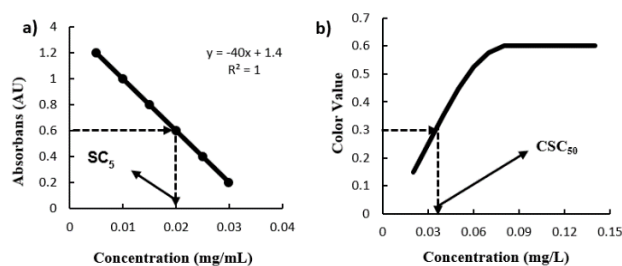 a)
y = -40x + 1.4
R² = 1
1.4
1.2
1
0.8
0.6
0.4
0.2
0
Absorbans (AU)
SC5
0
0.01
0.02
0.03
0.04
Concentration (mg/mL)
b)
0.7
0.6
0.5
0.4
0.3
0.2
0.1
0
Color Value
CSC50
0
0.03
0.06
0.09
0.12
0.15
Concentration (mg/L)